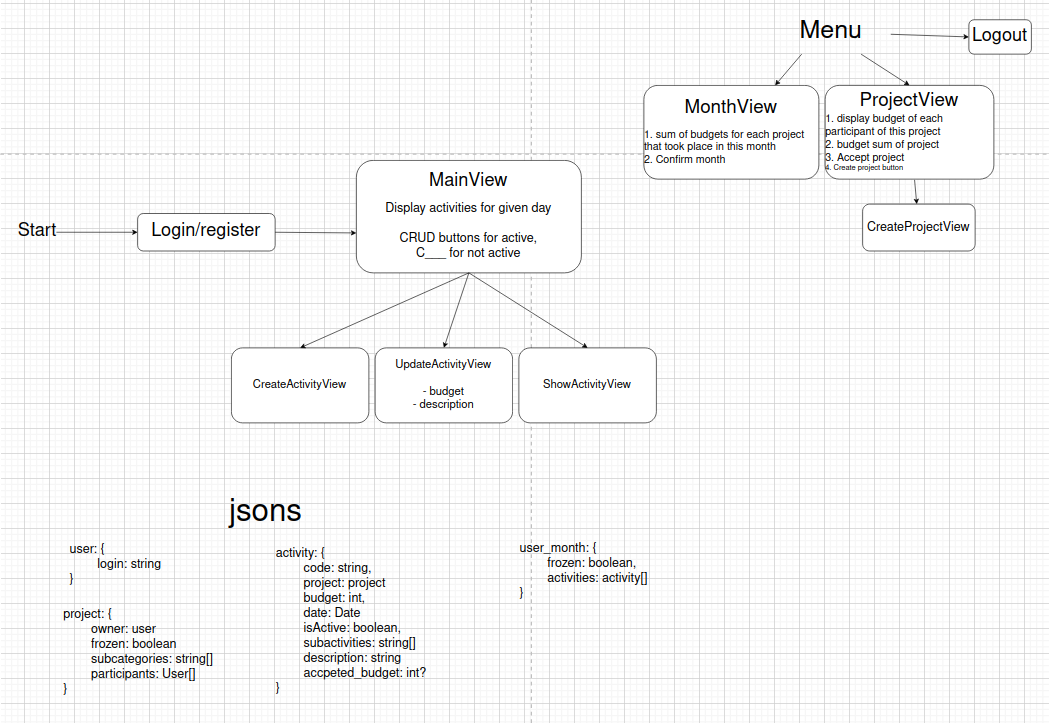 Menu
Logout
MonthView
1. sum of budgets for each project
that took place in this month
2. Confirm month
ProjectView
1. display budget of each
participant of this project
2. budget sum of project
3. Accept project
4. Create project button
CreateProjectView
Start
Login/register
MainView
Display activities for given day
CRUD buttons for active,
C___ for not active
CreateActivityView
UpdateActivityView
- budget
- description
ShowActivityView
jsons
user: {
login: string
}
project: {
owner: user
frozen: boolean
subcategories: string[]
participants: User[]
}
activity: {
code: string,
project: project
budget: int,
date: Date
isActive: boolean,
subactivities: string[]
description: string
accpeted_budget: int?
}
user_month: {
frozen: boolean,
activities: activity[]
}